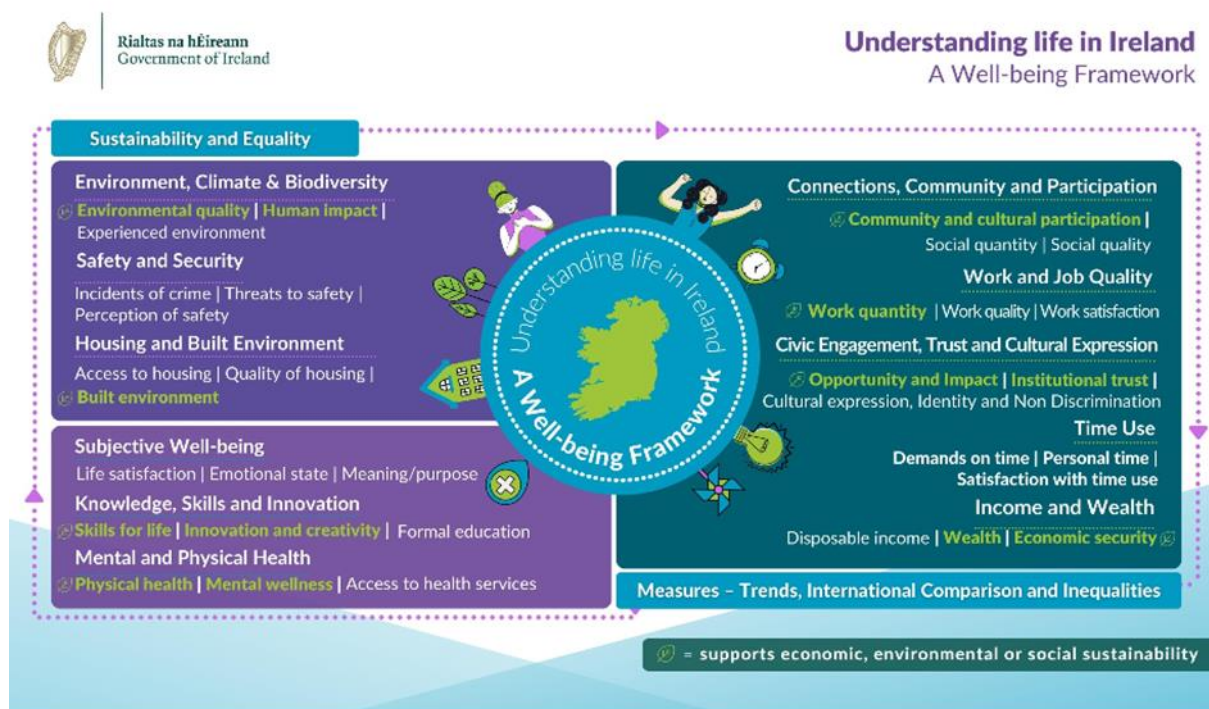 Rialtas na hÉireann
Government of Ireland
Understanding life in Ireland
A Well-being Framework
Sustainability and Equality
Environment, Climate & Biodiversity
Environmental quality | Human impact |
Experienced environment
Safety and Security
Incidents of crime | Threats to safety |
Perception of safety
Housing and Built Environment
Access to housing | Quality of housing |
Built environment
Subjective Well-being
Life satisfaction | Emotional state | Meaning/purpose
Knowledge, Skills and Innovation
Skills for life | Innovation and creativity | Formal education
Mental and Physical Health
Physical health | Mental wellness | Access to health services
Understanding life in Ireland
A Well-being Framework
Connections, Community and Participation
Community and cultural participation |
Social quantity | Social quality
Work and Job Quality
Work quantity | Work quality | Work satisfaction
Civic Engagement, Trust and Cultural Expression
Opportunity and Impact | Institutional trust |
Cultural expression, Identity and Non Discrimination
Time Use
Demands on time | Personal time |
Satisfaction with time use
Income and Wealth
Disposable income | Wealth | Economic security
Measures – Trends, International Comparison and Inequalities
= supports economic, environmental or social sustainability